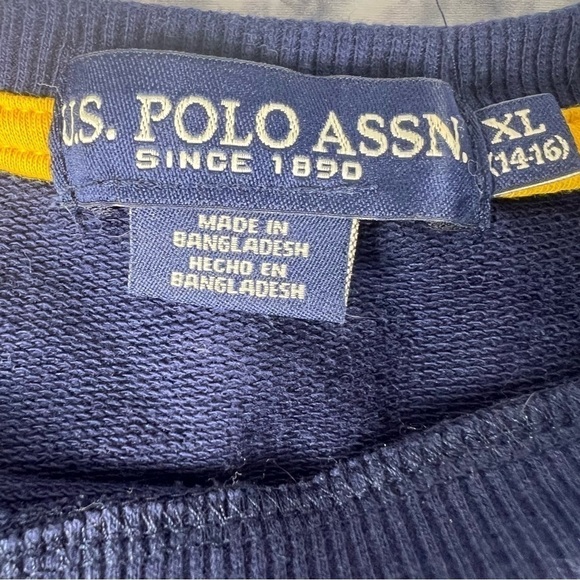 U.S. POLO ASSN.
SINCE 1890
XL
(14-16)
MADE IN
BANGLADESH
HECHO EN
BANGLADESH